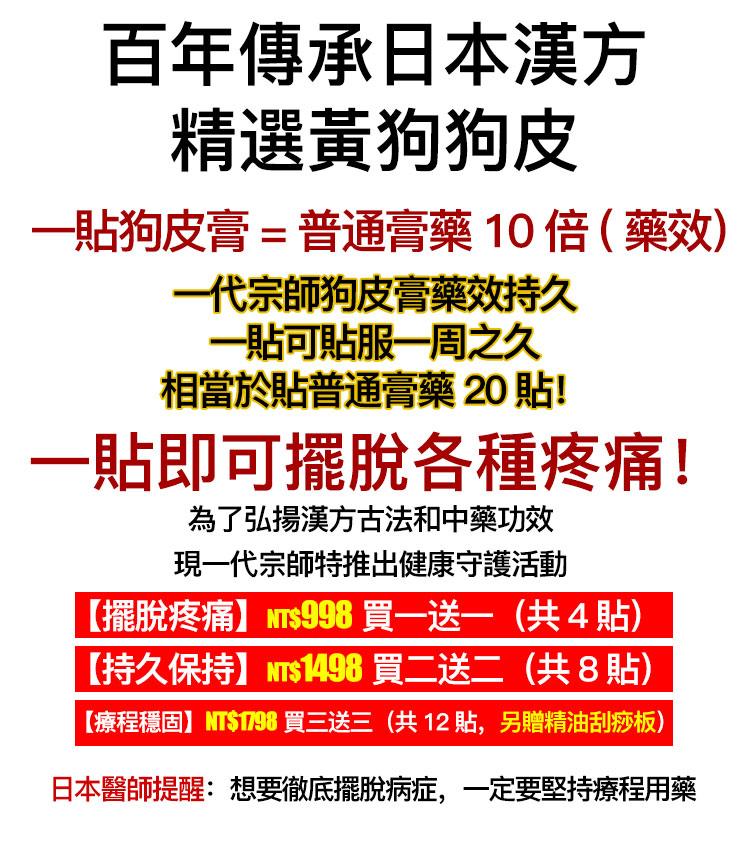 百年傳承日本漢方
精選黃狗狗皮
一貼狗皮膏 = 普通膏藥 10 倍 ( 藥效)
一代宗師狗皮膏藥效持久
一貼可貼服一周之久
相當於貼普通膏藥 20 貼!
一貼即可擺脫各種疼痛!
為了弘揚漢方古法和中藥功效
現一代宗師特推出健康守護活動
【擺脫疼痛】NT$998 買一送一（共 4 貼）
【持久保持】NT$1498 買二送二（共 8 貼）
【療程穩固】NT$1798 買三送三（共 12 貼，另贈精油刮痧板）
日本醫師提醒：想要徹底擺脫病症，一定要堅持療程用藥